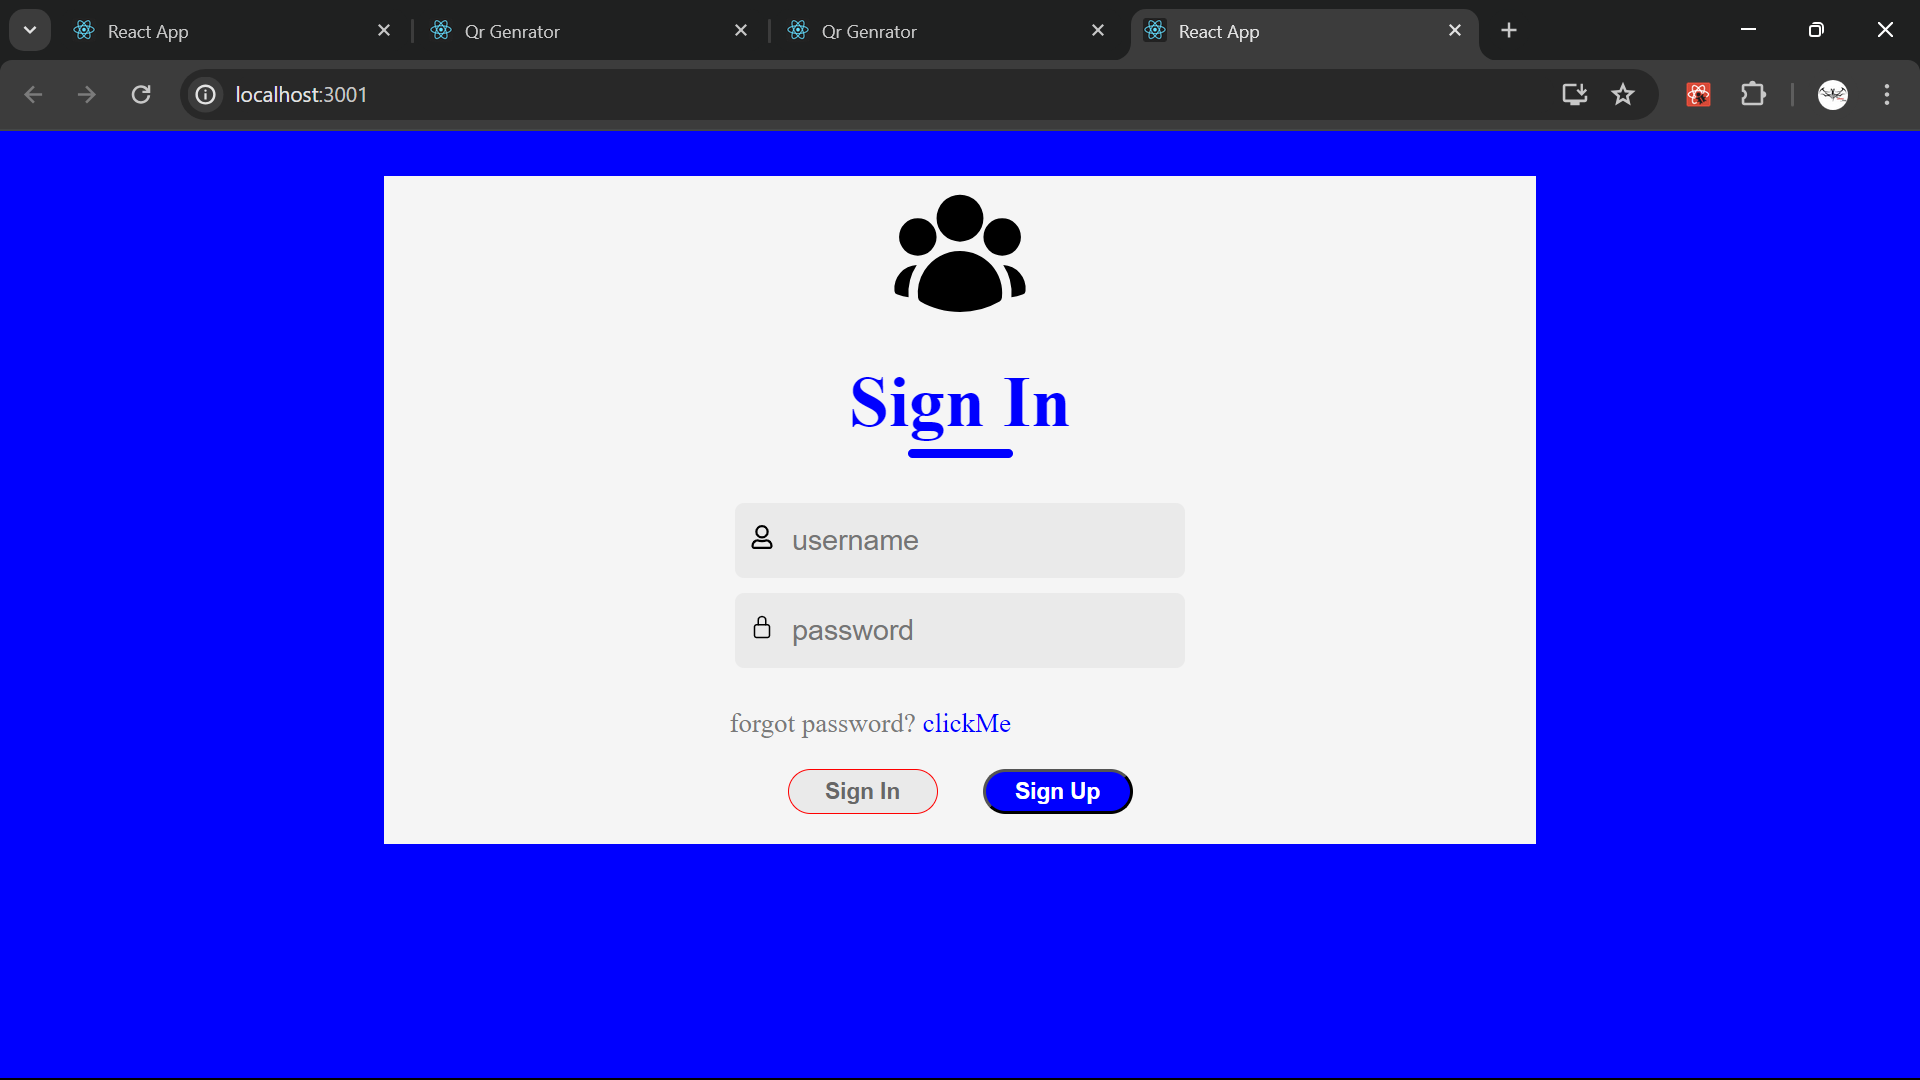 React App
Qr Genrator
Qr Genrator
React App
localhost:3001
Sign In
username
password
forgot password? clickMe
Sign In
Sign Up